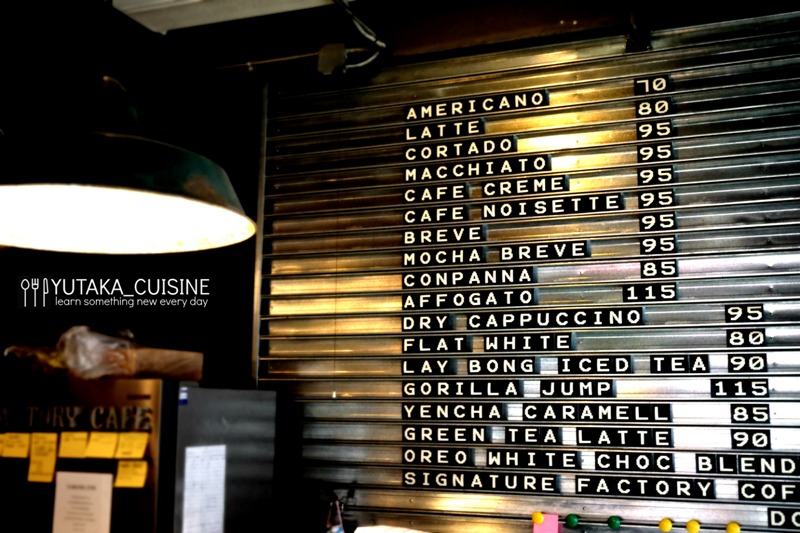 AMERICANO 70
LATTE 80
CORTADO 95
MACCHIATO 95
CAFE CREME 95
CAFE NOISETTE 95
BREVE 95
MOCHA BREVE 95
CONPANNA 85
AFFOGATO 115
DRY CAPPUCCINO 95
FLAT WHITE 80
LAY BONG ICED TEA 90
GORILLA JUMP 115
YENCHA CARAMELL 85
GREEN TEA LATTE 90
OREO WHITE CHOC BLEND
SIGNATURE FACTORY COF
DO
YUTAKA_CUISINE
learn something new every day
TORY CAFE